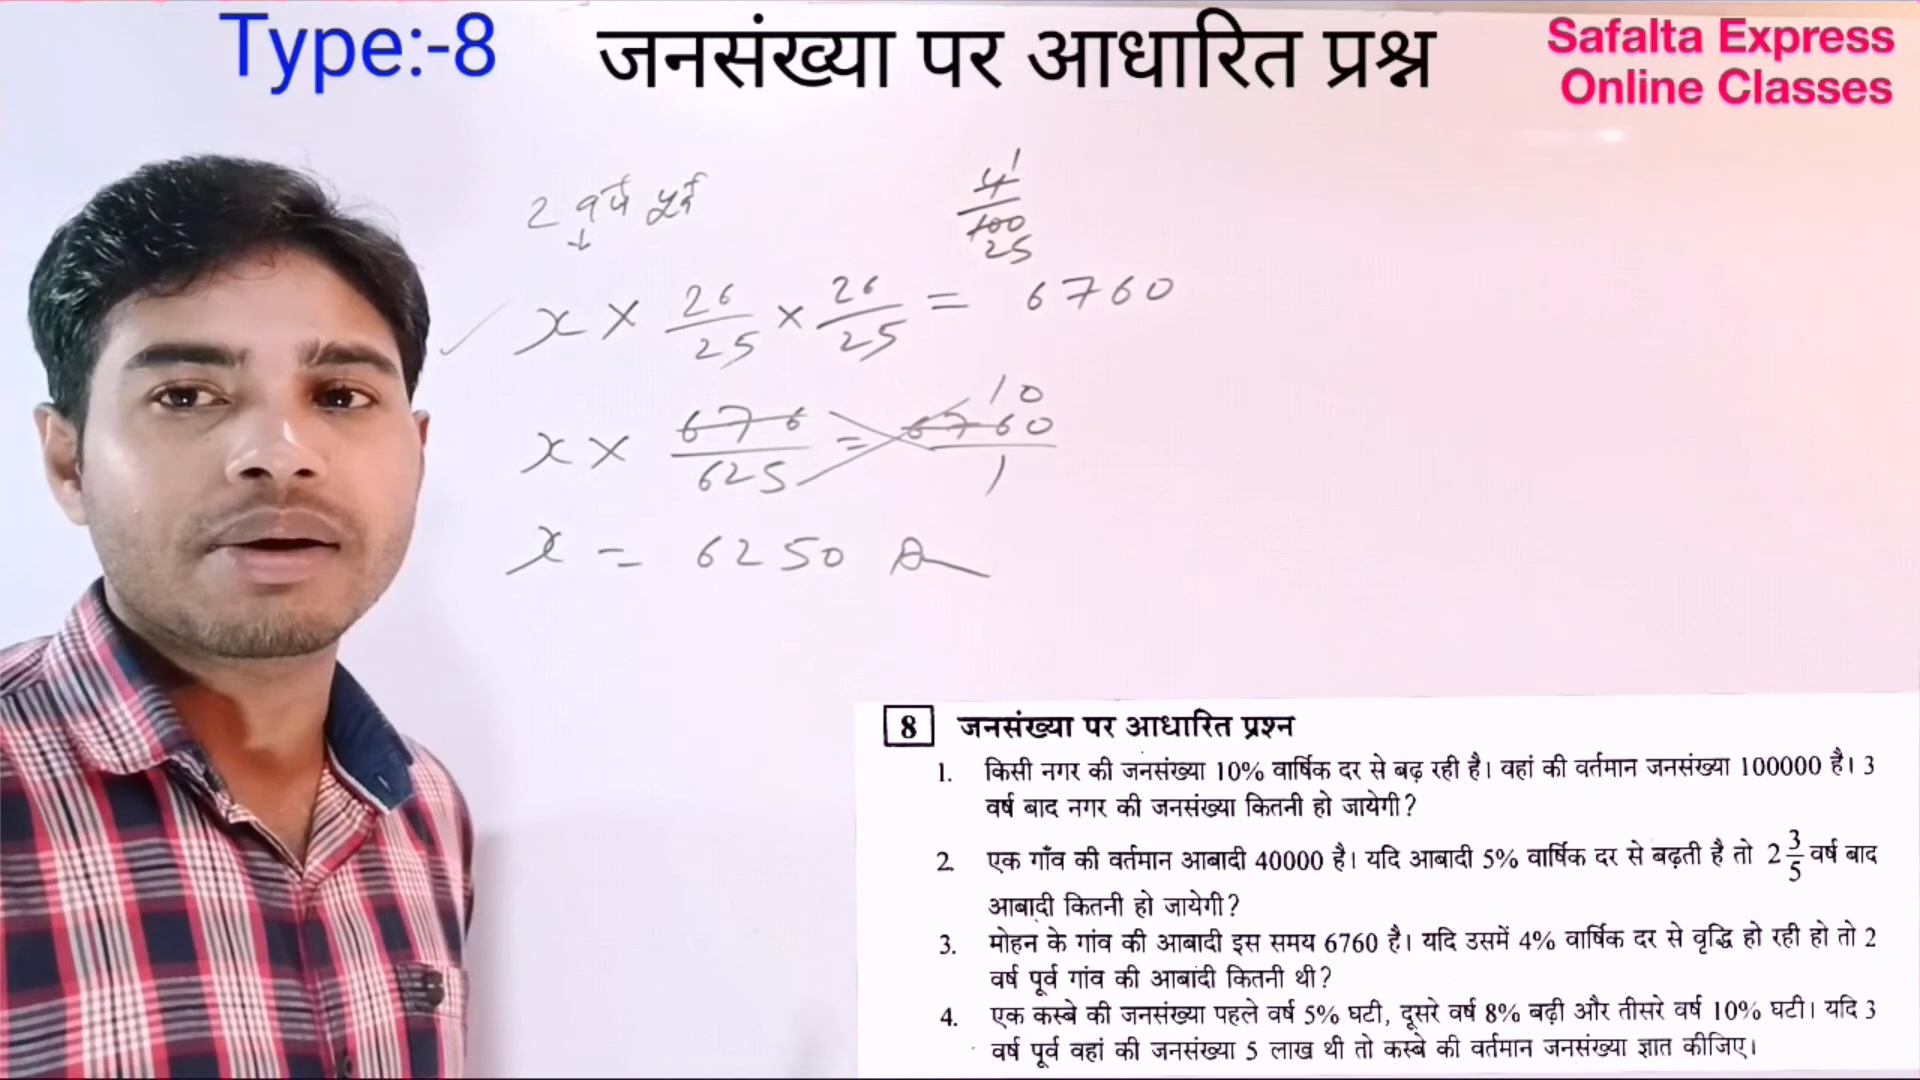 Type:-8 जनसंख्या पर आधारित प्रश्न
Safalta Express
Online Classes
2 वर्ष पूर्व
4 1
100
25
x × 26/25 × 26/25 = 6760
10
x × 676/625 = 6760/1
x = 6250
8 जनसंख्या पर आधारित प्रश्न
1. किसी नगर की जनसंख्या 10% वार्षिक दर से बढ़ रही है। वहां की वर्तमान जनसंख्या 100000 है। 3
वर्ष बाद नगर की जनसंख्या कितनी हो जायेगी?
2. एक गाँव की वर्तमान आबादी 40000 है। यदि आबादी 5% वार्षिक दर से बढ़ती है तो 2 3/5 वर्ष बाद
आबादी कितनी हो जायेगी?
3. मोहन के गांव की आबादी इस समय 6760 है। यदि उसमें 4% वार्षिक दर से वृद्धि हो रही हो तो 2
वर्ष पूर्व गांव की आबादी कितनी थी?
4. एक कस्बे की जनसंख्या पहले वर्ष 5% घटी, दूसरे वर्ष 8% बढ़ी और तीसरे वर्ष 10% घटी। यदि 3
वर्ष पूर्व वहां की जनसंख्या 5 लाख थी तो कस्बे की वर्तमान जनसंख्या ज्ञात कीजिए।